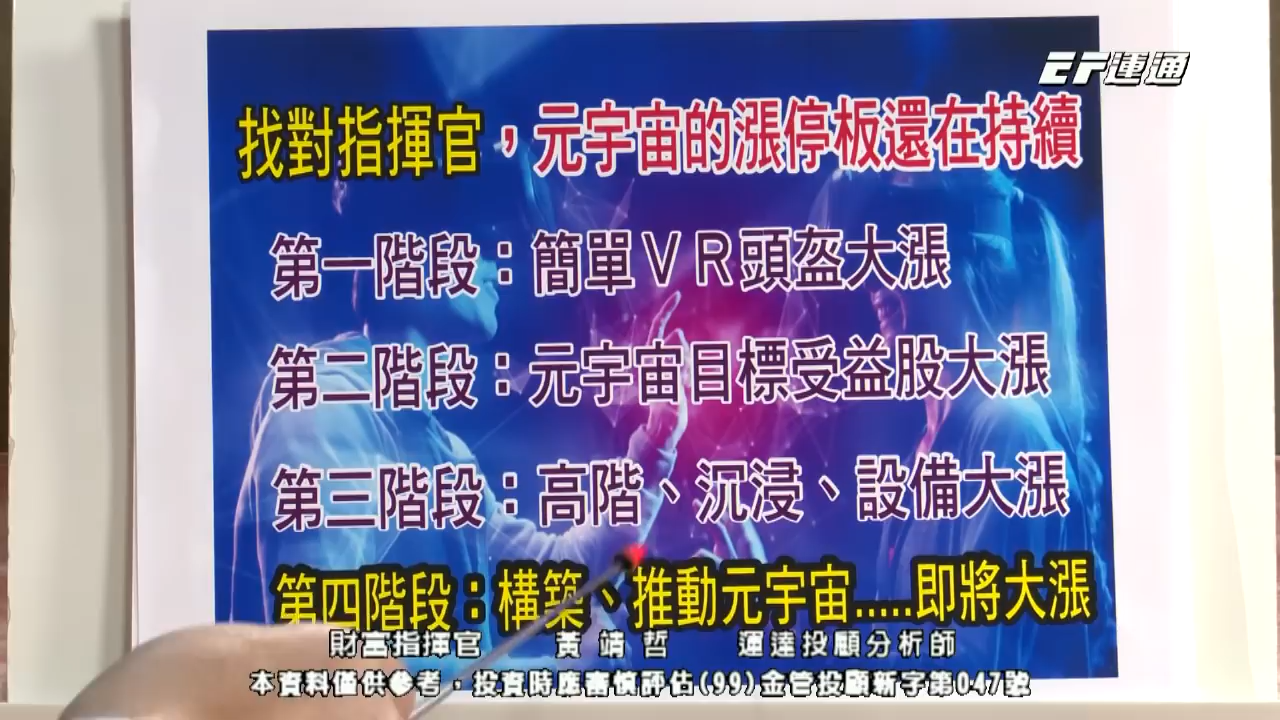 EF運通
找對指揮官，元宇宙的漲停板還在持續
第一階段：簡單ＶＲ頭盔大漲
第二階段：元宇宙目標受益股大漲
第三階段：高階、沉浸、設備大漲
第四階段：構築、推動元宇宙.....即將大漲
財富指揮官 黃靖哲 運達投顧分析師
本資料僅供參考，投資時應審慎評估(99)金管投顧新字第047號